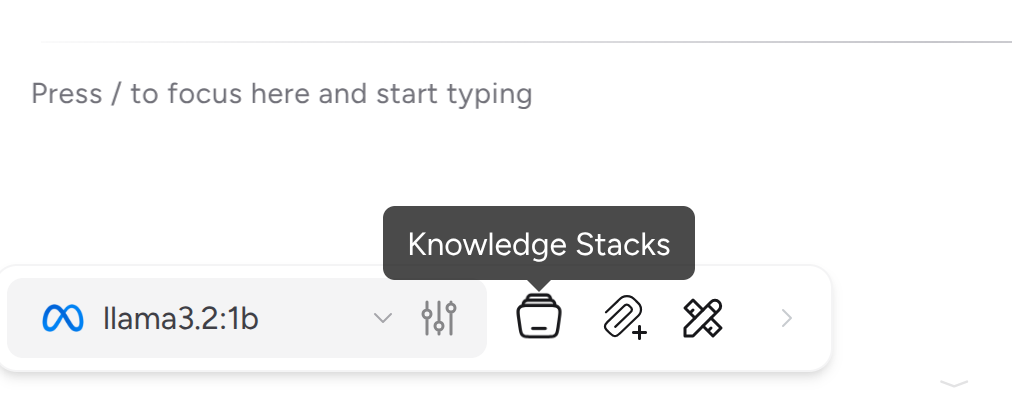 Press / to focus here and start typing
Knowledge Stacks
llama3.2:1b